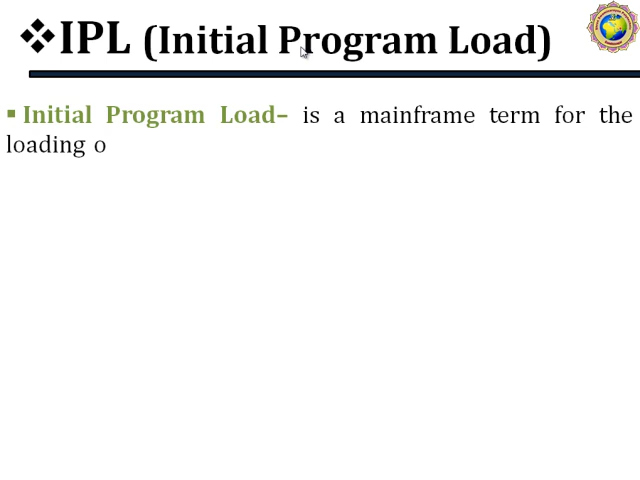 ❖IPL (Initial Program Load)
▪ Initial Program Load– is a mainframe term for the
loading o